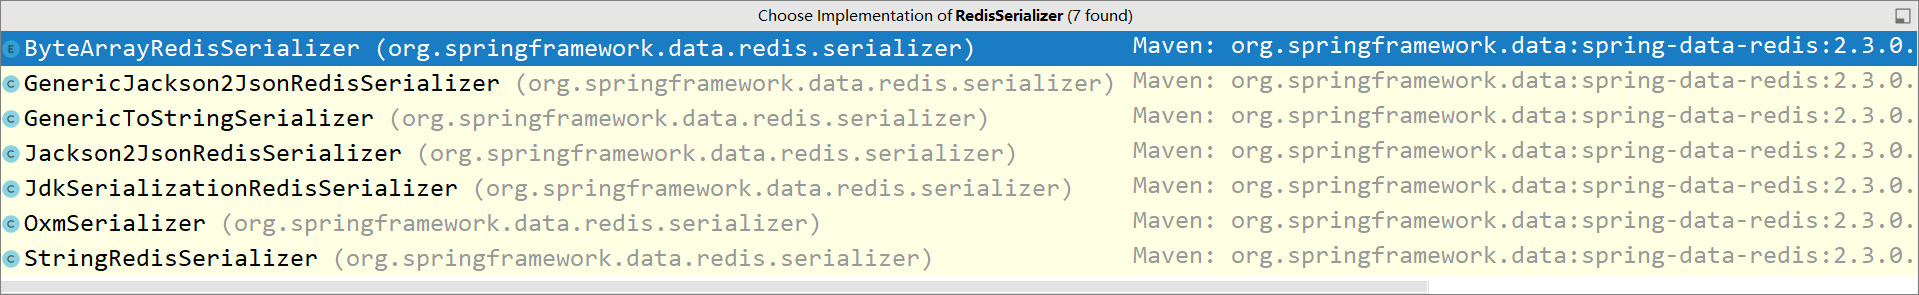 Choose Implementation of RedisSerializer (7 found)
E ByteArrayRedisSerializer (org.springframework.data.redis.serializer) Maven: org.springframework.data:spring-data-redis:2.3.0.
C GenericJackson2JsonRedisSerializer (org.springframework.data.redis.serializer) Maven: org.springframework.data:spring-data-redis:2.3.0.
C GenericToStringSerializer (org.springframework.data.redis.serializer) Maven: org.springframework.data:spring-data-redis:2.3.0.
C Jackson2JsonRedisSerializer (org.springframework.data.redis.serializer) Maven: org.springframework.data:spring-data-redis:2.3.0.
C JdkSerializationRedisSerializer (org.springframework.data.redis.serializer) Maven: org.springframework.data:spring-data-redis:2.3.0.
C OxmSerializer (org.springframework.data.redis.serializer) Maven: org.springframework.data:spring-data-redis:2.3.0.
C StringRedisSerializer (org.springframework.data.redis.serializer) Maven: org.springframework.data:spring-data-redis:2.3.0.